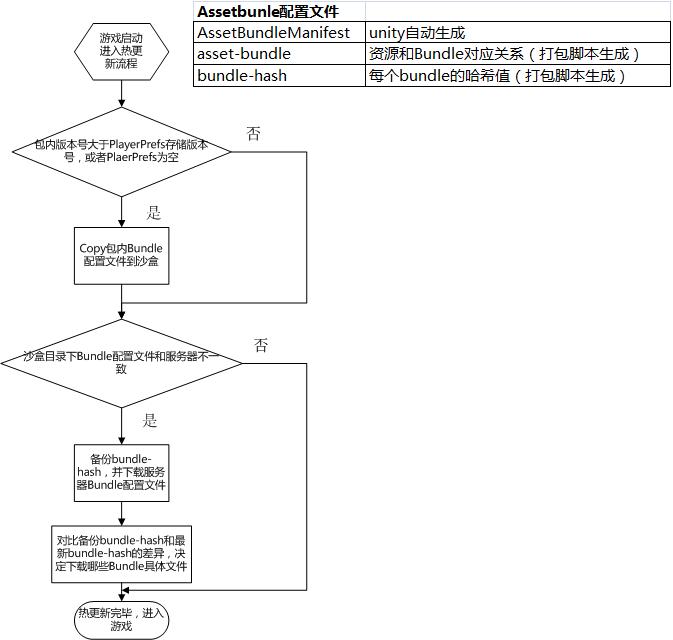 Assetbunle配置文件
AssetBundleManifest unity自动生成
asset-bundle 资源和Bundle对应关系（打包脚本生成）
bundle-hash 每个bundle的哈希值（打包脚本生成）
游戏启动
进入热更
新流程
包内版本号大于PlayerPrefs存储版本
号，或者PlaerPrefs为空
否
是
Copy包内Bundle
配置文件到沙盒
沙盒目录下Bundle配置文件和服务器不一
致
否
是
备份bundle-
hash，并下载服务
器Bundle配置文件
对比备份bundle-hash和最
新bundle-hash的差异，决
定下载哪些Bundle具体文件
热更新完毕，进入
游戏